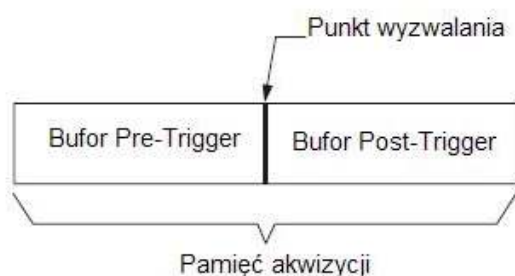 Punkt wyzwalania
Bufor Pre-Trigger
Bufor Post-Trigger
Pamięć akwizycji